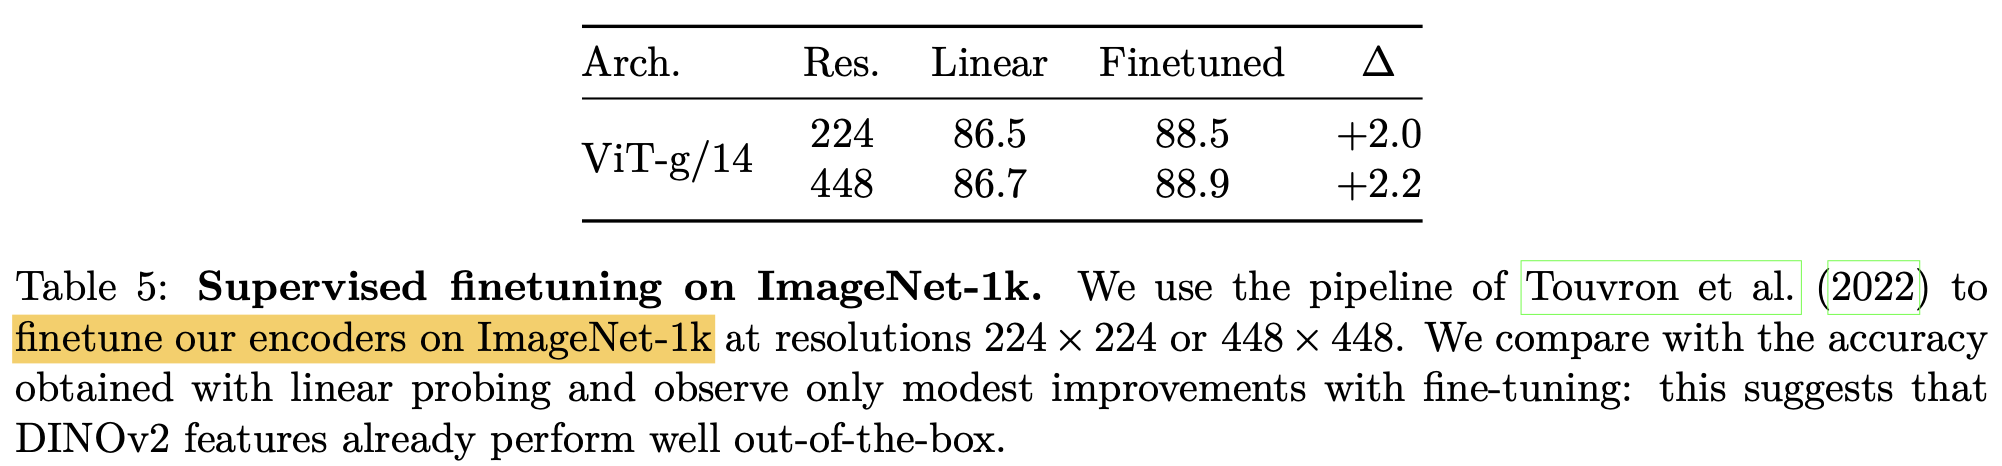 Arch. Res. Linear Finetuned Δ
ViT-g/14 224 86.5 88.5 +2.0
448 86.7 88.9 +2.2
Table 5: Supervised finetuning on ImageNet-1k. We use the pipeline of Touvron et al. (2022) to
finetune our encoders on ImageNet-1k at resolutions 224 × 224 or 448 × 448. We compare with the accuracy
obtained with linear probing and observe only modest improvements with fine-tuning: this suggests that
DINOv2 features already perform well out-of-the-box.